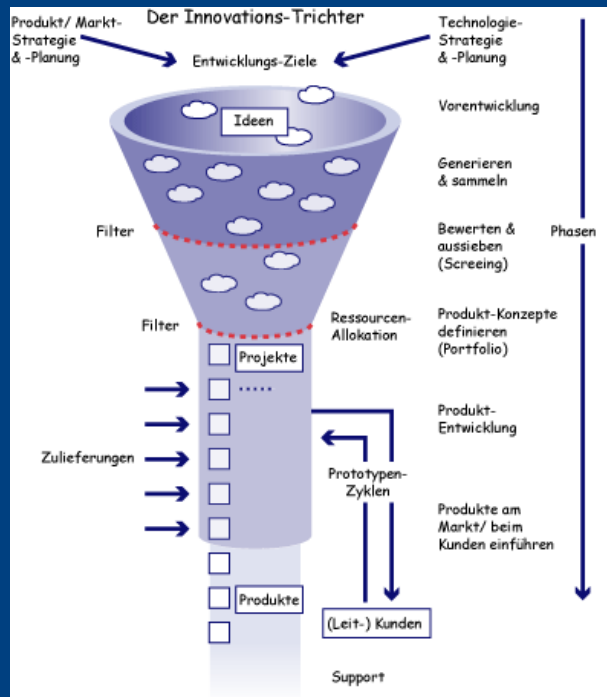 Der Innovations-Trichter
Produkt/ Markt-
Strategie
& -Planung
Entwicklungs-Ziele
Technologie-
Strategie
& -Planung
Ideen
Vorentwicklung
Generieren
& sammeln
Filter
Bewerten &
aussieben
(Screeing)
Phasen
Filter
Ressourcen-
Allokation
Produkt-Konzepte
definieren
(Portfolio)
Projekte
.....
Produkt-
Entwicklung
Zulieferungen
Prototypen-
Zyklen
Produkte am
Markt/ beim
Kunden einführen
Produkte
(Leit-) Kunden
Support